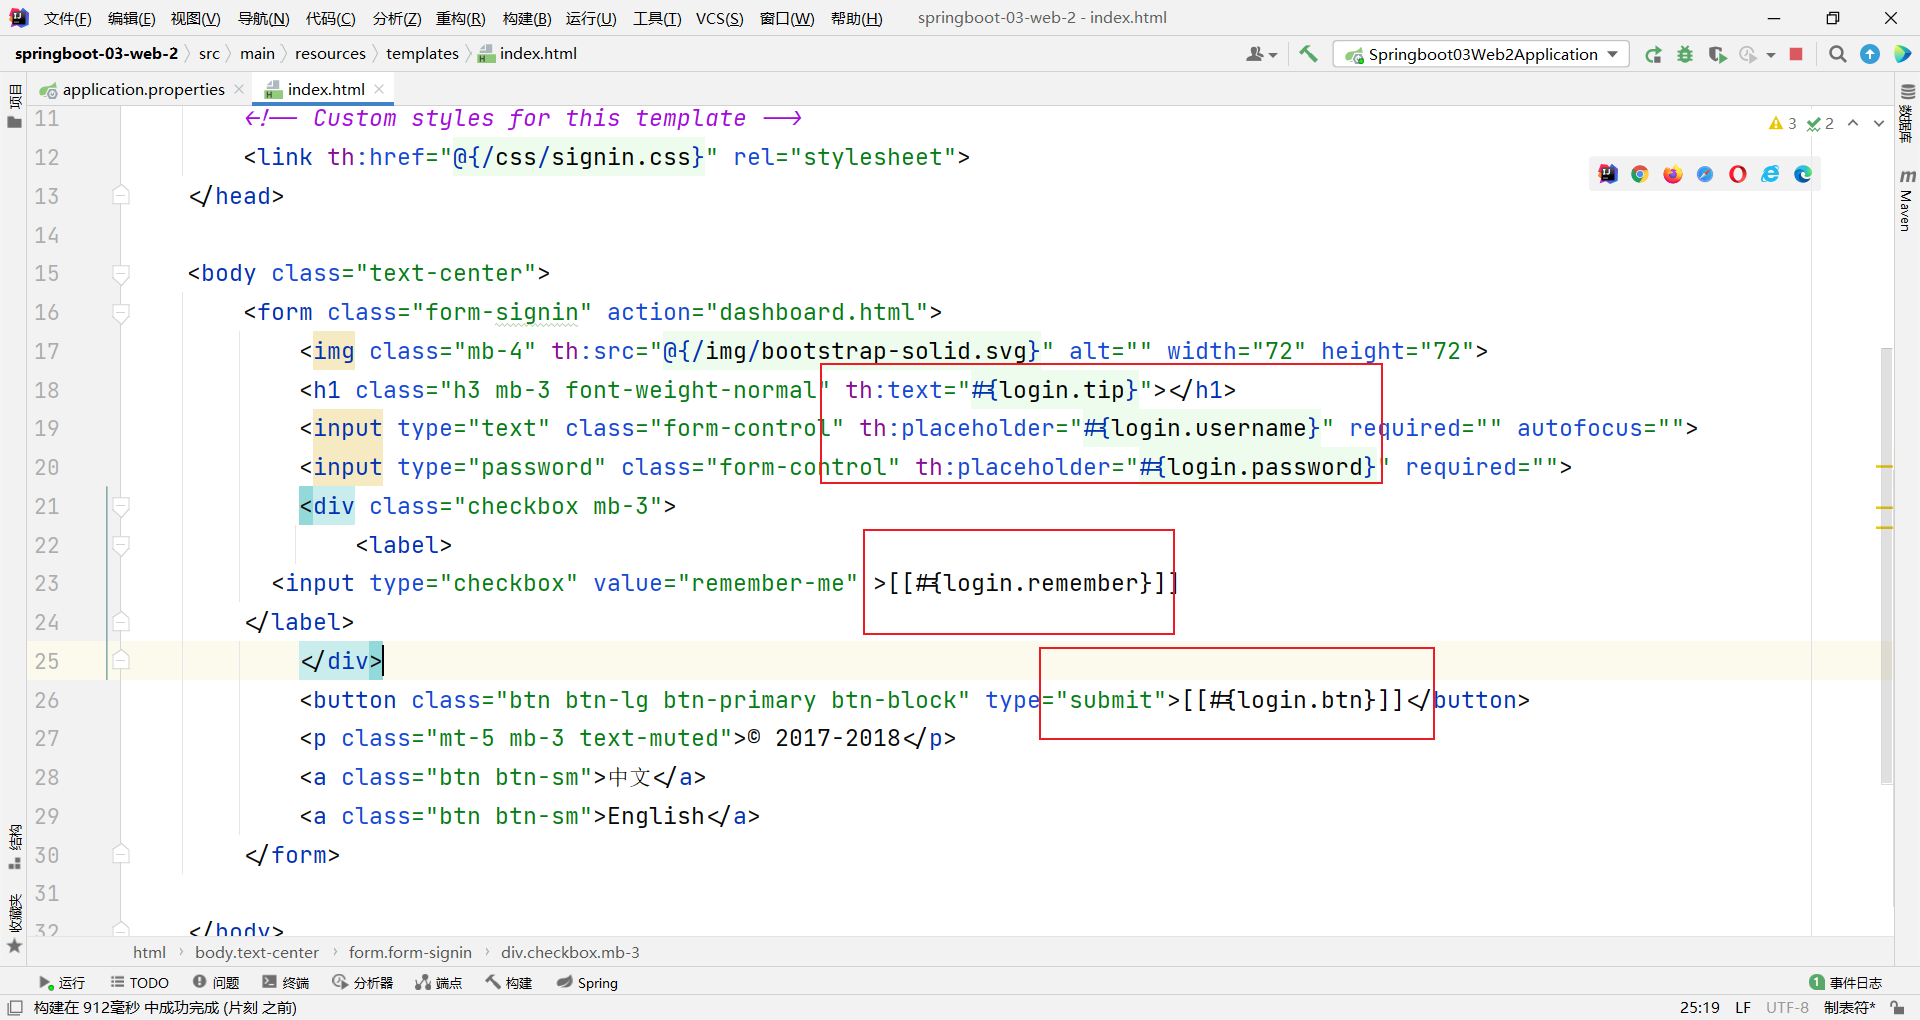 文件(F) 编辑(E) 视图(V) 导航(N) 代码(C) 分析(Z) 重构(R) 构建(B) 运行(U) 工具(T) VCS(S) 窗口(W) 帮助(H) springboot-03-web-2 - index.html
springboot-03-web-2 src main resources templates index.html Springboot03Web2Application
application.properties index.html
项目
数据库
Maven
3 2
11 <!-- Custom styles for this template -->
12 <link th:href="@{/css/signin.css}" rel="stylesheet">
13 </head>
14
15 <body class="text-center">
16 <form class="form-signin" action="dashboard.html">
17 <img class="mb-4" th:src="@{/img/bootstrap-solid.svg}" alt="" width="72" height="72">
18 <h1 class="h3 mb-3 font-weight-normal" th:text="#{login.tip}"></h1>
19 <input type="text" class="form-control" th:placeholder="#{login.username}" required="" autofocus="">
20 <input type="password" class="form-control" th:placeholder="#{login.password}" required="">
21 <div class="checkbox mb-3">
22 <label>
23 <input type="checkbox" value="remember-me" >[[#{login.remember}]]
24 </label>
25 </div>
26 <button class="btn btn-lg btn-primary btn-block" type="submit">[[#{login.btn}]]</button>
27 <p class="mt-5 mb-3 text-muted">© 2017-2018</p>
28 <a class="btn btn-sm">中文</a>
29 <a class="btn btn-sm">English</a>
30 </form>
31
32 </body>
结构
收藏夹
html body.text-center form.form-signin div.checkbox.mb-3
运行 TODO 问题 终端 分析器 端点 构建 Spring 1 事件日志
构建在 912毫秒 中成功完成 (片刻 之前) 25:19 LF UTF-8 制表符*